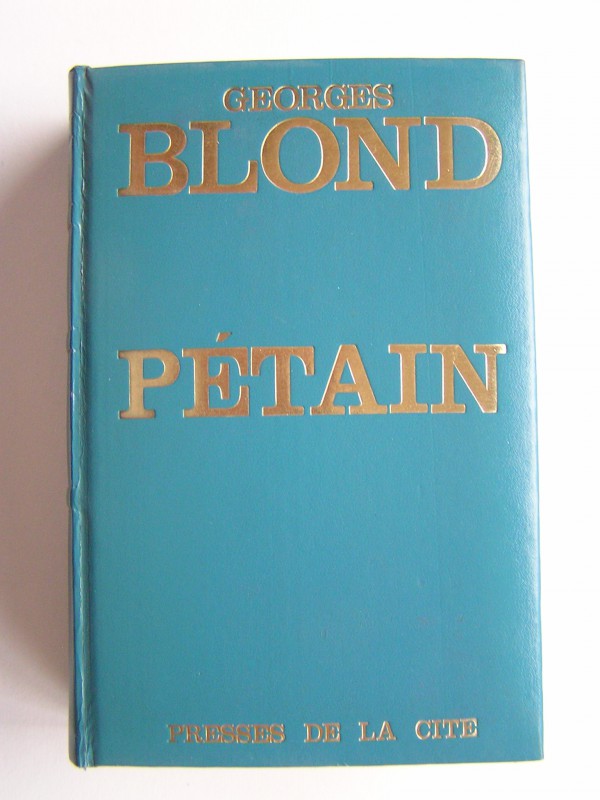 GEORGES
BLOND
PÉTAIN
PRESSES DE LA CITE